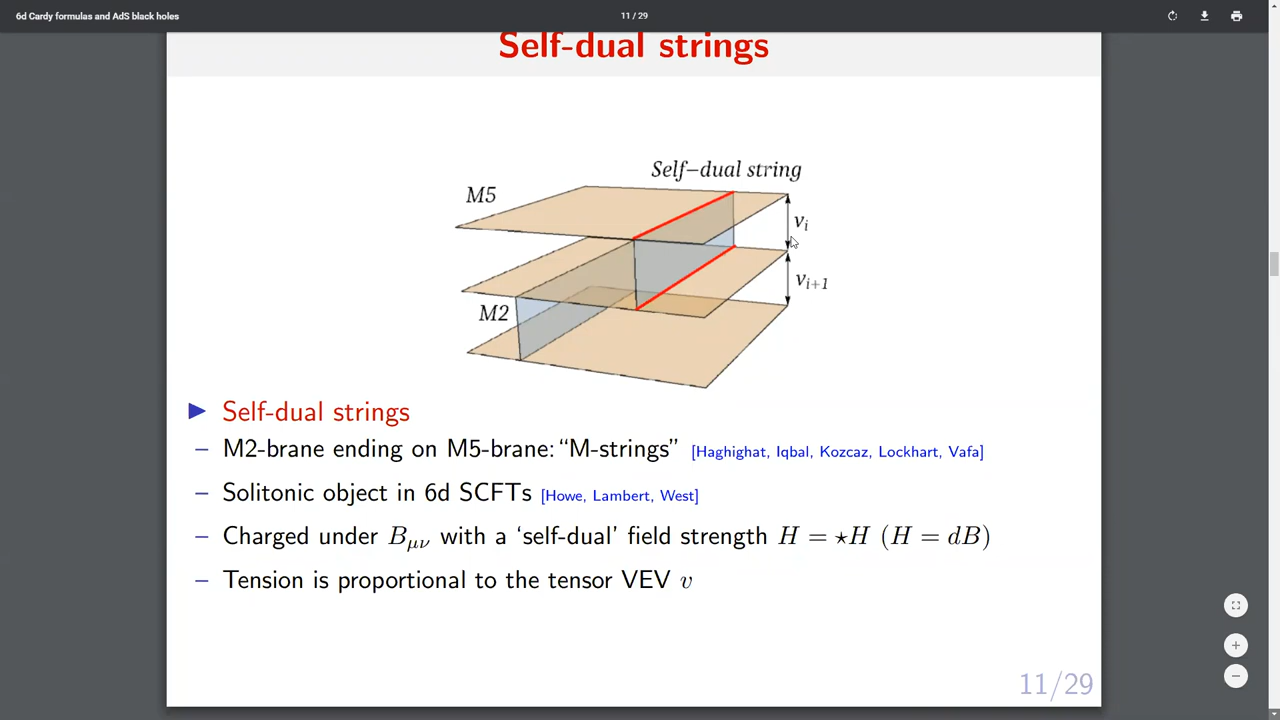 6d Cardy formulas and AdS black holes
11 / 29
Self-dual strings
Self-dual string
M5
v_i
v_{i+1}
M2
▶ Self-dual strings
– M2-brane ending on M5-brane: “M-strings” [Haghighat, Iqbal, Kozcaz, Lockhart, Vafa]
– Solitonic object in 6d SCFTs [Howe, Lambert, West]
– Charged under B_{μν} with a ‘self-dual’ field strength H = ⋆H (H = dB)
– Tension is proportional to the tensor VEV v
11/29